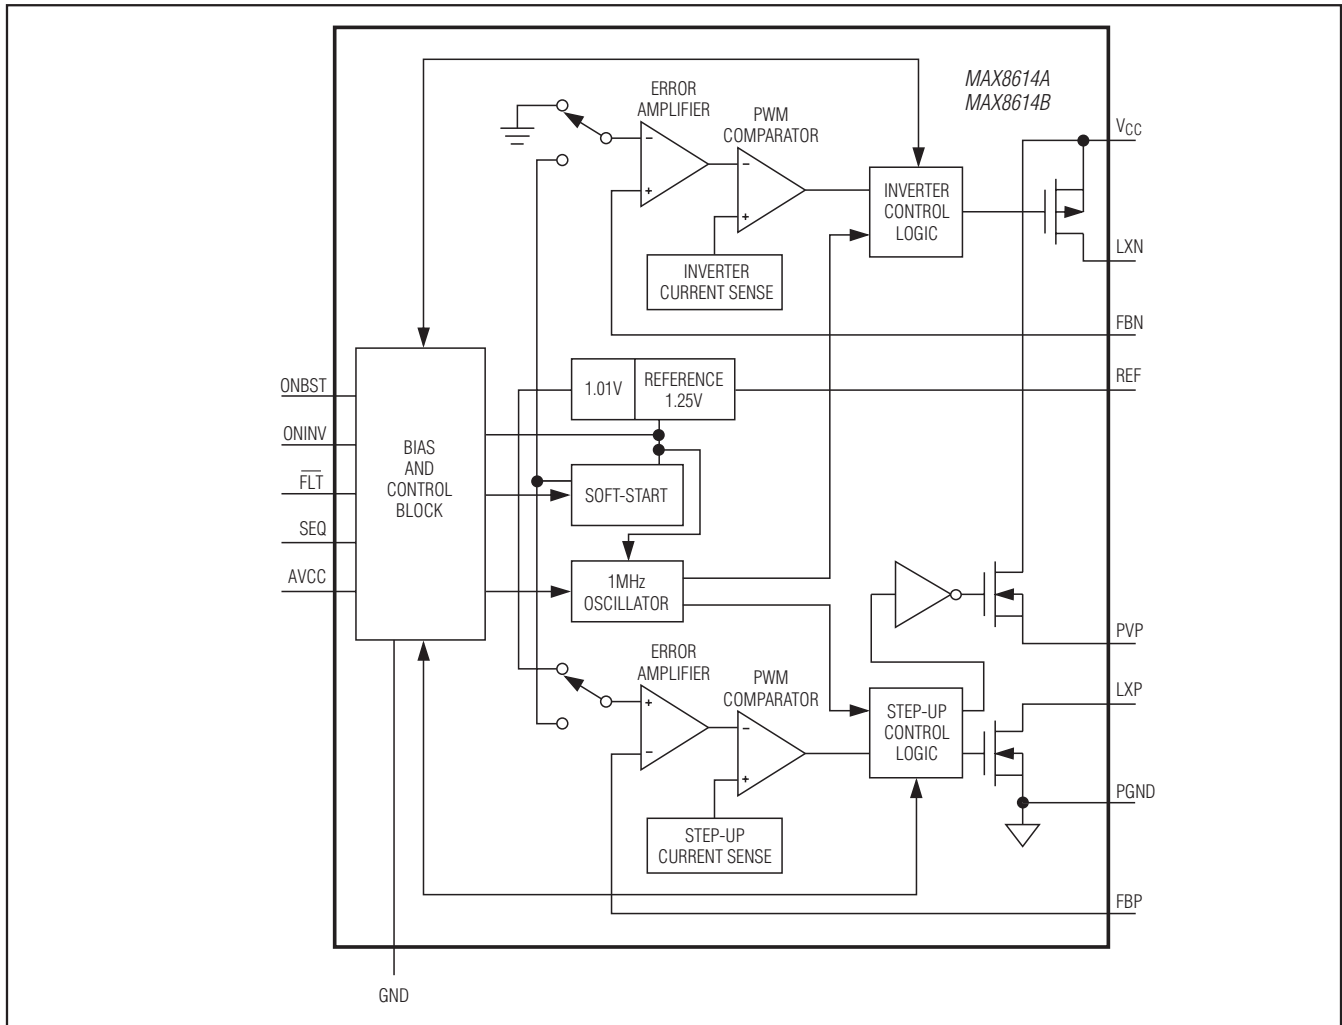 MAX8614A
MAX8614B
ERROR
AMPLIFIER
PWM
COMPARATOR
−
+
−
+
INVERTER
CONTROL
LOGIC
INVERTER
CURRENT SENSE
VCC
LXN
FBN
REF
1.01V
REFERENCE
1.25V
ONBST
ONINV
FLT
SEQ
AVCC
BIAS
AND
CONTROL
BLOCK
SOFT-START
1MHz
OSCILLATOR
ERROR
AMPLIFIER
PWM
COMPARATOR
+
−
−
+
STEP-UP
CONTROL
LOGIC
STEP-UP
CURRENT SENSE
PVP
LXP
PGND
FBP
GND